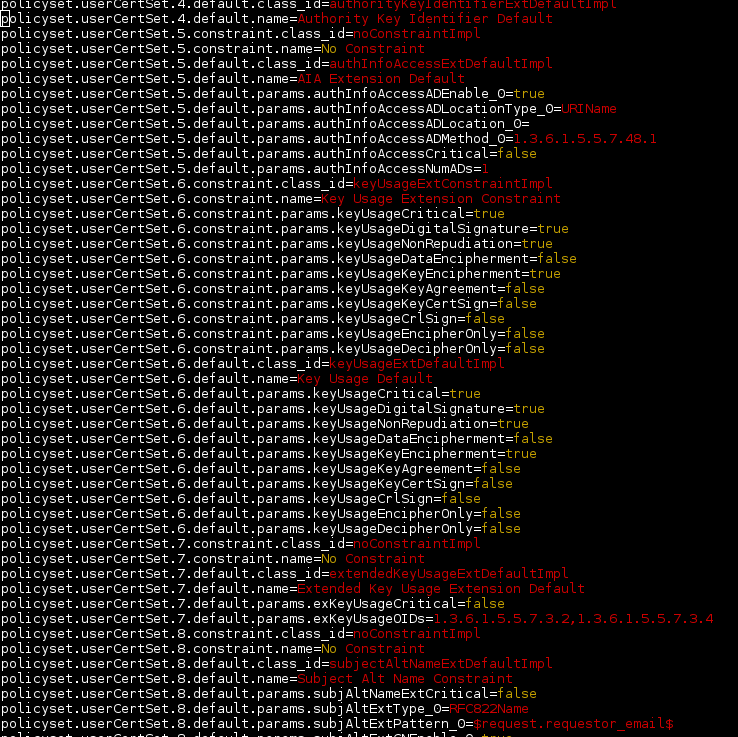 policyset.userCertSet.4.default.class_id=authorityKeyIdentifierExtDefaultImpl
policyset.userCertSet.4.default.name=Authority Key Identifier Default
policyset.userCertSet.5.constraint.class_id=noConstraintImpl
policyset.userCertSet.5.constraint.name=No Constraint
policyset.userCertSet.5.default.class_id=authInfoAccessExtDefaultImpl
policyset.userCertSet.5.default.name=AIA Extension Default
policyset.userCertSet.5.default.params.authInfoAccessADEnable_0=true
policyset.userCertSet.5.default.params.authInfoAccessADLocationType_0=URIName
policyset.userCertSet.5.default.params.authInfoAccessADLocation_0=
policyset.userCertSet.5.default.params.authInfoAccessADMethod_0=1.3.6.1.5.5.7.48.1
policyset.userCertSet.5.default.params.authInfoAccessCritical=false
policyset.userCertSet.5.default.params.authInfoAccessNumADs=1
policyset.userCertSet.6.constraint.class_id=keyUsageExtConstraintImpl
policyset.userCertSet.6.constraint.name=Key Usage Extension Constraint
policyset.userCertSet.6.constraint.params.keyUsageCritical=true
policyset.userCertSet.6.constraint.params.keyUsageDigitalSignature=true
policyset.userCertSet.6.constraint.params.keyUsageNonRepudiation=true
policyset.userCertSet.6.constraint.params.keyUsageDataEncipherment=false
policyset.userCertSet.6.constraint.params.keyUsageKeyEncipherment=true
policyset.userCertSet.6.constraint.params.keyUsageKeyAgreement=false
policyset.userCertSet.6.constraint.params.keyUsageKeyCertSign=false
policyset.userCertSet.6.constraint.params.keyUsageCrlSign=false
policyset.userCertSet.6.constraint.params.keyUsageEncipherOnly=false
policyset.userCertSet.6.constraint.params.keyUsageDecipherOnly=false
policyset.userCertSet.6.default.class_id=keyUsageExtDefaultImpl
policyset.userCertSet.6.default.name=Key Usage Default
policyset.userCertSet.6.default.params.keyUsageCritical=true
policyset.userCertSet.6.default.params.keyUsageDigitalSignature=true
policyset.userCertSet.6.default.params.keyUsageNonRepudiation=true
policyset.userCertSet.6.default.params.keyUsageDataEncipherment=false
policyset.userCertSet.6.default.params.keyUsageKeyEncipherment=true
policyset.userCertSet.6.default.params.keyUsageKeyAgreement=false
policyset.userCertSet.6.default.params.keyUsageKeyCertSign=false
policyset.userCertSet.6.default.params.keyUsageCrlSign=false
policyset.userCertSet.6.default.params.keyUsageEncipherOnly=false
policyset.userCertSet.6.default.params.keyUsageDecipherOnly=false
policyset.userCertSet.7.constraint.class_id=noConstraintImpl
policyset.userCertSet.7.constraint.name=No Constraint
policyset.userCertSet.7.default.class_id=extendedKeyUsageExtDefaultImpl
policyset.userCertSet.7.default.name=Extended Key Usage Extension Default
policyset.userCertSet.7.default.params.exKeyUsageCritical=false
policyset.userCertSet.7.default.params.exKeyUsageOIDs=1.3.6.1.5.5.7.3.2,1.3.6.1.5.5.7.3.4
policyset.userCertSet.8.constraint.class_id=noConstraintImpl
policyset.userCertSet.8.constraint.name=No Constraint
policyset.userCertSet.8.default.class_id=subjectAltNameExtDefaultImpl
policyset.userCertSet.8.default.name=Subject Alt Name Constraint
policyset.userCertSet.8.default.params.subjAltNameExtCritical=false
policyset.userCertSet.8.default.params.subjAltExtType_0=RFC822Name
policyset.userCertSet.8.default.params.subjAltExtPattern_0=$request.requestor_email$